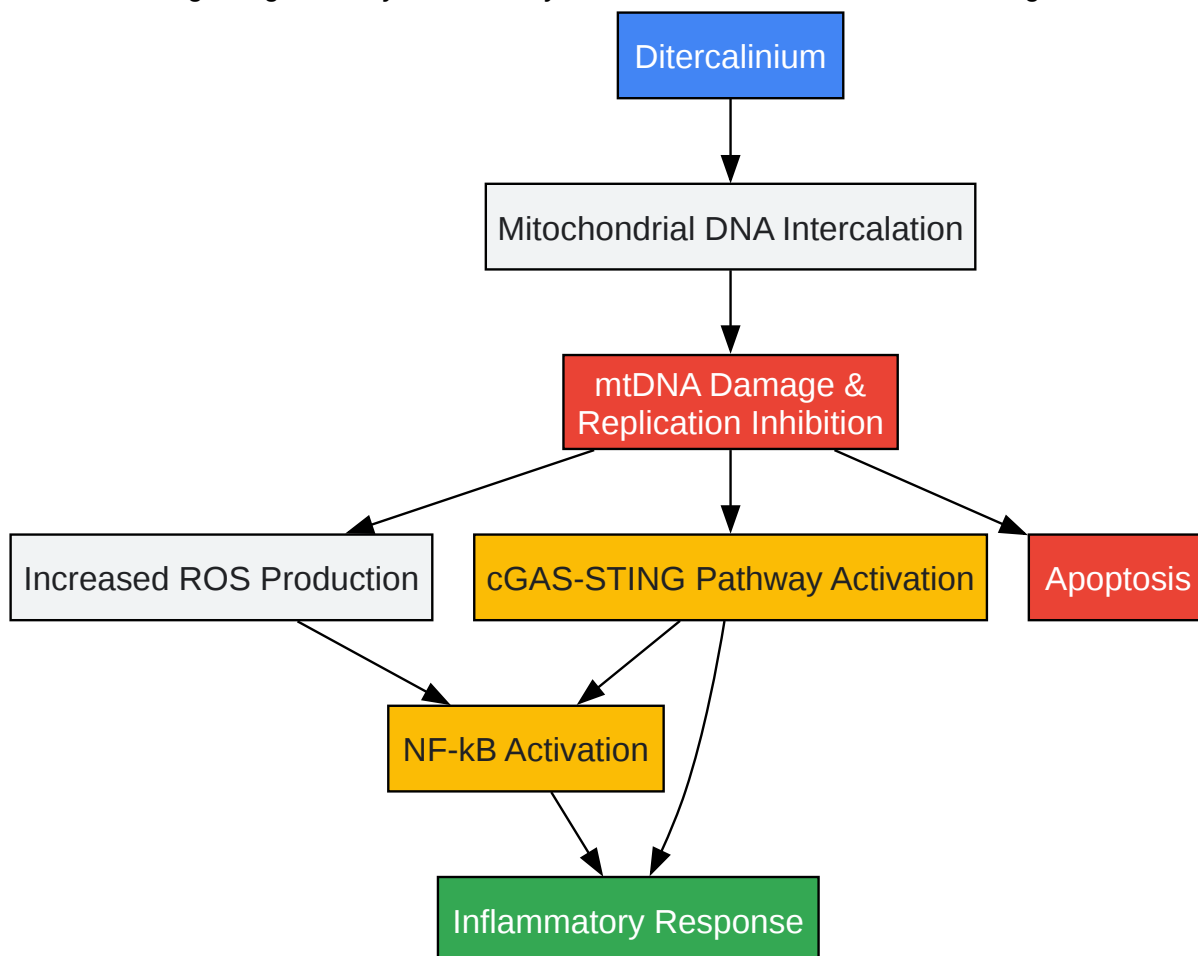 Ditercalinium
Mitochondrial DNA Intercalation
mtDNA Damage &
Replication Inhibition
Increased ROS Production
cGAS-STING Pathway Activation
Apoptosis
NF-kB Activation
Inflammatory Response